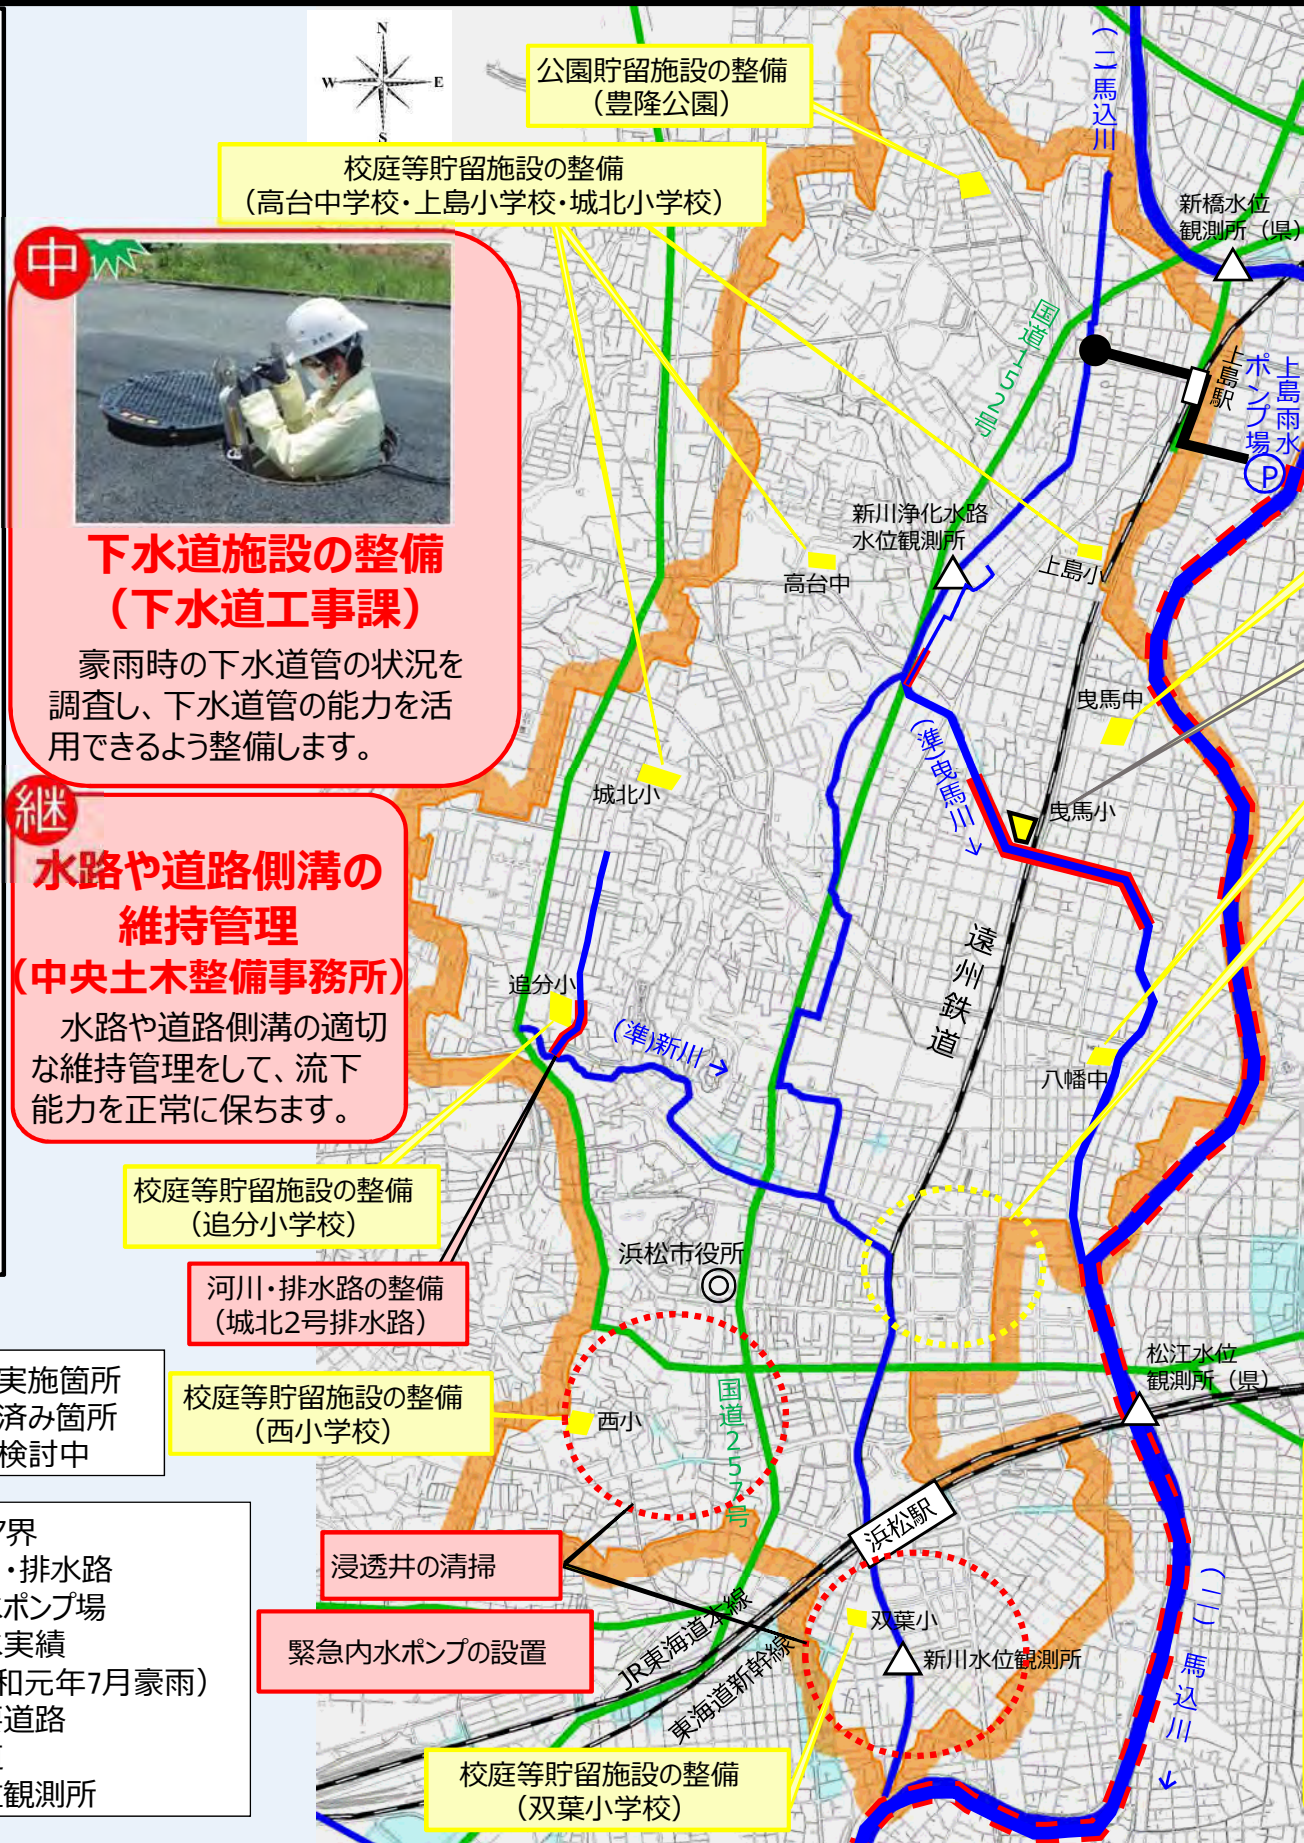 N
W E
S
公園貯留施設の整備
（豊隆公園）
校庭等貯留施設の整備
（高台中学校・上島小学校・城北小学校）
(二)馬込川
新橋水位
観測所（県）
国道152号
上島駅
上島雨水
ポンプ場
P
中
下水道施設の整備
（下水道工事課）
豪雨時の下水道管の状況を
調査し、下水道管の能力を活
用できるよう整備します。
新川浄化水路
水位観測所
高台中
上島小
曳馬中
(準)曳馬川→
曳馬小
城北小
継
水路や道路側溝の
維持管理
（中央土木整備事務所）
水路や道路側溝の適切
な維持管理をして、流下
能力を正常に保ちます。
追分小
(準)新川→
遠州鉄道
八幡中
校庭等貯留施設の整備
（追分小学校）
浜松市役所
河川・排水路の整備
（城北2号排水路）
松江水位
観測所（県）
実施箇所
済み箇所
検討中
校庭等貯留施設の整備
（西小学校）
西小
国道257号
浜松駅
界
・排水路
ポンプ場
実績
和元年7月豪雨）
道路
観測所
浸透井の清掃
緊急内水ポンプの設置
JR東海道本線
東海道新幹線
双葉小
新川水位観測所
(二)馬込川→
校庭等貯留施設の整備
（双葉小学校）